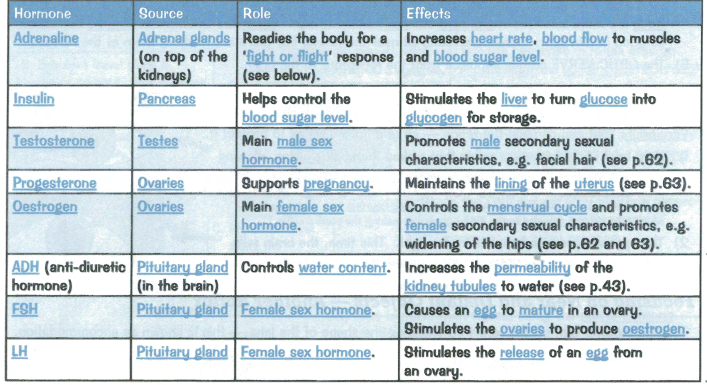 Hormone Source Role Effects
Adrenaline Adrenal glands Readies the body for a Increases heart rate, blood flow to muscles
(on top of the 'fight or flight' response and blood sugar level.
kidneys) (see below).
Insulin Pancreas Helps control the Stimulates the liver to turn glucose into
blood sugar level. glycogen for storage.
Testosterone Testes Main male sex Promotes male secondary sexual
hormone. characteristics, e.g. facial hair (see p.62).
Progesterone Ovaries Supports pregnancy. Maintains the lining of the uterus (see p.63).
Oestrogen Ovaries Main female sex Controls the menstrual cycle and promotes
hormone. female secondary sexual characteristics, e.g.
widening of the hips (see p.62 and 63).
ADH (anti-diuretic Pituitary gland Controls water content. Increases the permeability of the
hormone) (in the brain) kidney tubules to water (see p.43).
FSH Pituitary gland Female sex hormone. Causes an egg to mature in an ovary.
Stimulates the ovaries to produce oestrogen.
LH Pituitary gland Female sex hormone. Stimulates the release of an egg from
an ovary.